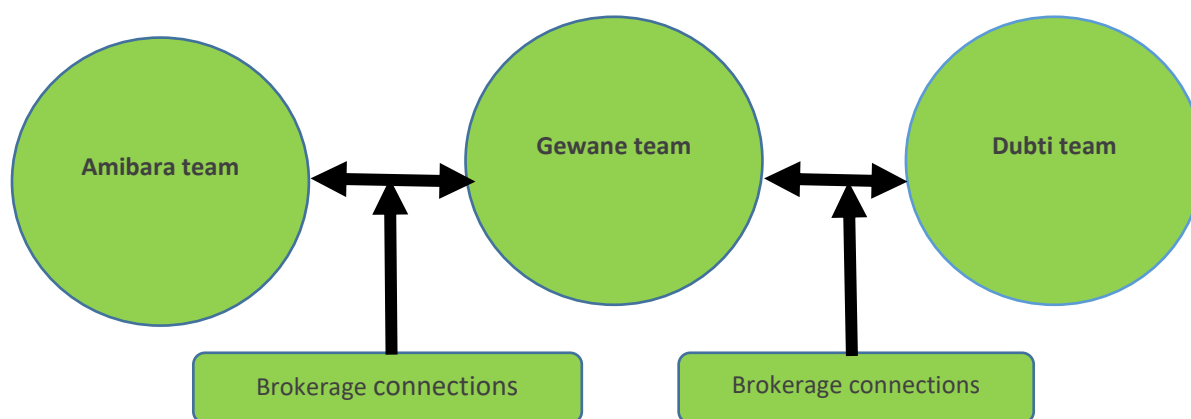 Amibara team
Gewane team
Dubti team
Brokerage connections
Brokerage connections